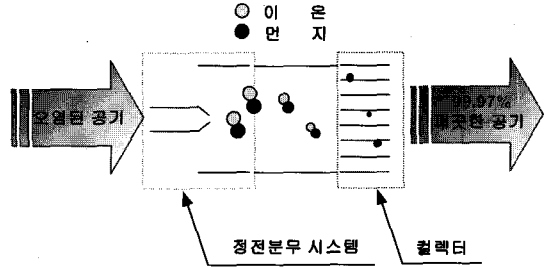 이 온
먼 지
오염된 공기
99.97%
깨끗한 공기
정전분무 시스템
컬렉터